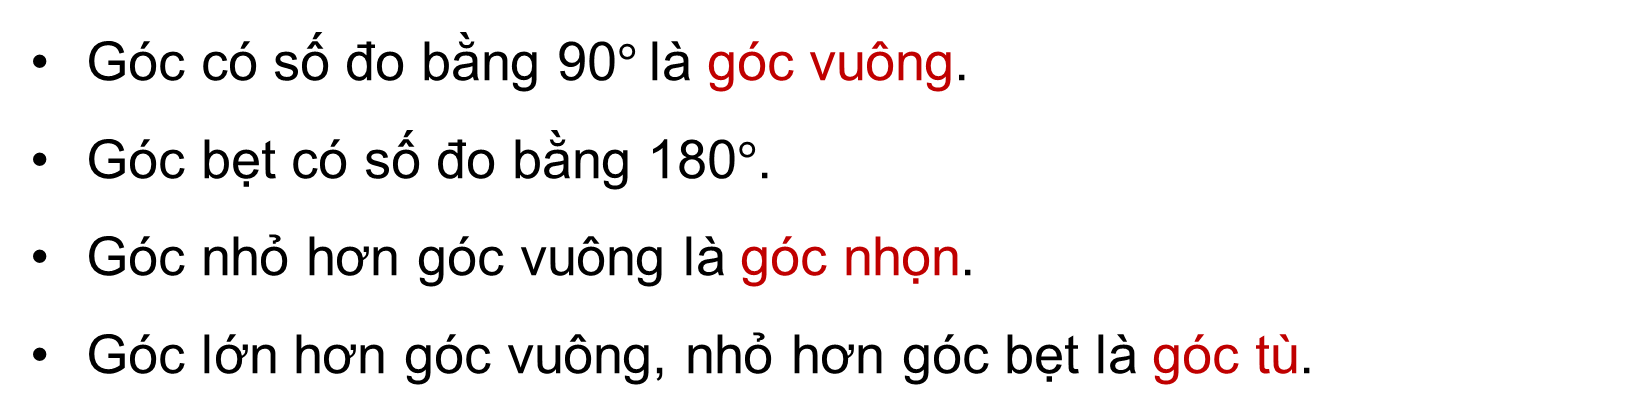 • Góc có số đo bằng 90° là góc vuông.
• Góc bẹt có số đo bằng 180°.
• Góc nhỏ hơn góc vuông là góc nhọn.
• Góc lớn hơn góc vuông, nhỏ hơn góc bẹt là góc tù.